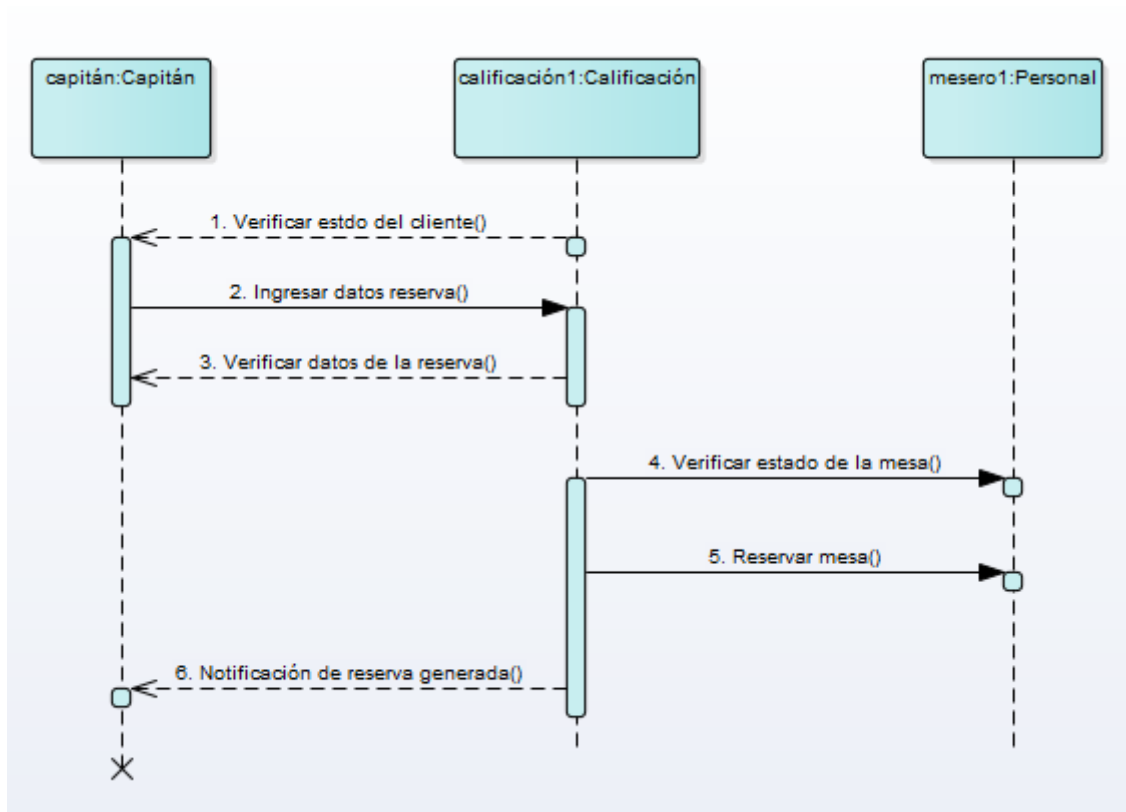 capitán:Capitán
calificación1:Calificación
mesero1:Personal
1. Verificar estdo del cliente()
2. Ingresar datos reserva()
3. Verificar datos de la reserva()
4. Verificar estado de la mesa()
5. Reservar mesa()
6. Notificación de reserva generada()